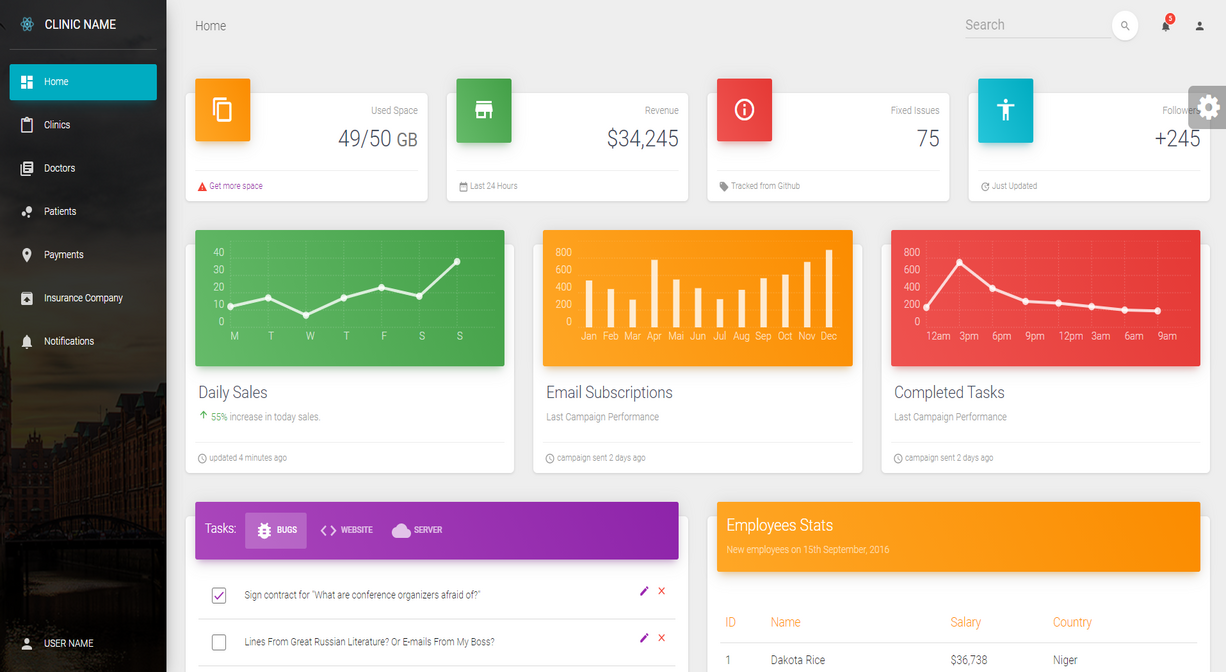 CLINIC NAME
Home
Clinics
Doctors
Patients
Payments
Insurance Company
Notifications
USER NAME
Home
Search
5
Used Space
49/50 GB
Get more space
Revenue
$34,245
Last 24 Hours
Fixed Issues
75
Tracked from Github
Followers
+245
Just Updated
40
30
20
10
0
M T W T F S S
Daily Sales
55% increase in today sales.
updated 4 minutes ago
800
600
400
200
0
Jan Feb Mar Apr Mai Jun Jul Aug Sep Oct Nov Dec
Email Subscriptions
Last Campaign Performance
campaign sent 2 days ago
800
600
400
200
0
12am 3pm 6pm 9pm 12pm 3am 6am 9am
Completed Tasks
Last Campaign Performance
campaign sent 2 days ago
Tasks: BUGS WEBSITE SERVER
Sign contract for "What are conference organizers afraid of?"
Lines From Great Russian Literature? Or E-mails From My Boss?
Employees Stats
New employees on 15th September, 2016
ID Name Salary Country
1 Dakota Rice $36,738 Niger